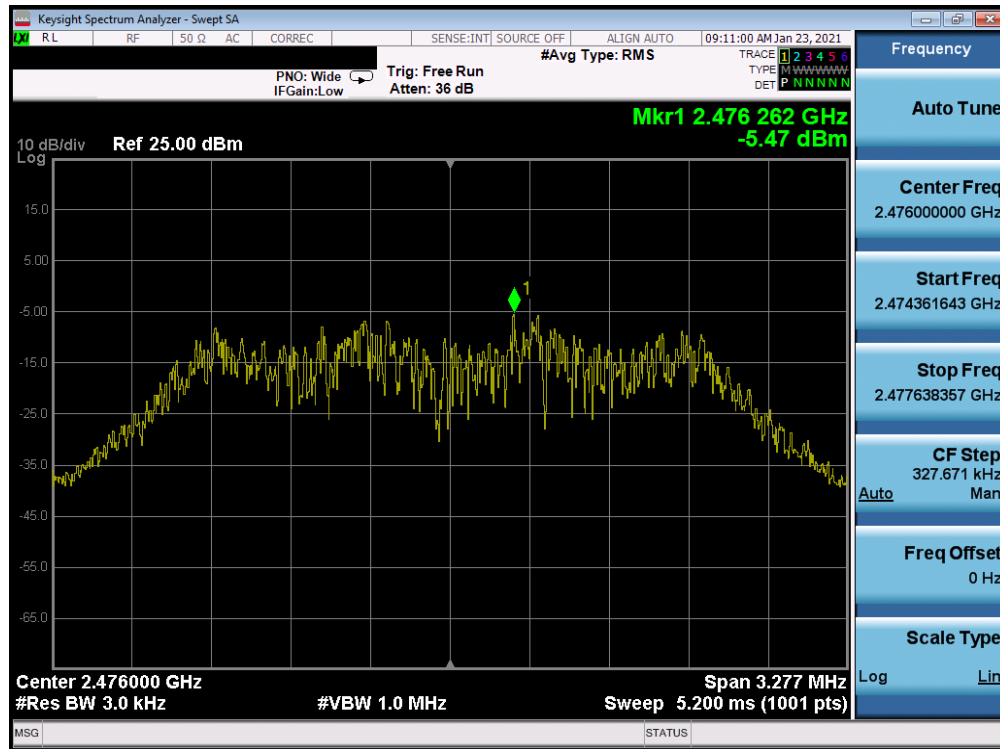 Keysight Spectrum Analyzer - Swept SA
LXI RL RF 50 Ω AC CORREC SENSE:INT SOURCE OFF ALIGN AUTO 09:11:00 AM Jan 23, 2021
#Avg Type: RMS TRACE 1 2 3 4 5 6
PNO: Wide Trig: Free Run TYPE M W W W W W
IFGain:Low Atten: 36 dB DET P N N N N N
Mkr1 2.476 262 GHz
-5.47 dBm
10 dB/div Ref 25.00 dBm
Log
15.0
5.00
1
-5.00
-15.0
-25.0
-35.0
-45.0
-55.0
-65.0
Center 2.476000 GHz Span 3.277 MHz
#Res BW 3.0 kHz #VBW 1.0 MHz Sweep 5.200 ms (1001 pts)
MSG STATUS
Frequency
Auto Tune
Center Freq
2.476000000 GHz
Start Freq
2.474361643 GHz
Stop Freq
2.477638357 GHz
CF Step
327.671 kHz
Auto Man
Freq Offset
0 Hz
Scale Type
Log Lin